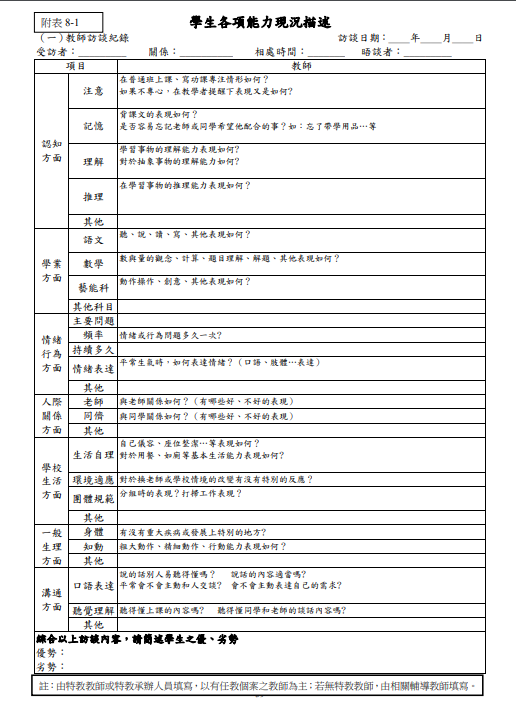 附表 8-1
學生各項能力現況描述
（一）教師訪談紀錄
訪談日期：____年____月____日
受訪者：________ 關係：________ 相處時間：________ 晤談者：________
項目 教師
認知方面
注意
在普通班上課、寫功課專注情形如何？
如果不專心，在教學者提醒下表現又是如何？
記憶
背課文的表現如何？
是否容易忘記老師或同學希望他配合的事？如：忘了帶學用品…等
理解
學習事物的理解能力表現如何？
對於抽象事物的理解能力如何？
推理
在學習事物的推理能力表現如何？
其他
學業方面
語文
聽、說、讀、寫、其他表現如何？
數學
數與量的觀念、計算、題目理解、解題、其他表現如何？
藝能科
動作操作、創意、其他表現如何？
其他科目
情緒行為方面
主要問題
頻率
情緒或行為問題多久一次？
持續多久
情緒表達
平常生氣時，如何表達情緒？（口語、肢體…表達）
其他
人際關係方面
老師
與老師關係如何？（有哪些好、不好的表現）
同儕
與同學關係如何？（有哪些好、不好的表現）
其他
學校生活方面
生活自理
自己儀容、座位整潔…等表現如何？
對於用餐、如廁等基本生活能力表現如何？
環境適應
對於換老師或學校情境的改變有沒有特別的反應？
團體規範
分組時的表現？打掃工作表現？
其他
一般生理方面
身體
有沒有重大疾病或發展上特別的地方？
知動
粗大動作、精細動作、行動能力表現如何？
其他
溝通方面
口語表達
說的話別人易聽得懂嗎？ 說話的內容適當嗎？
平常會不會主動和人交談？ 會不會主動表達自己的需求？
聽覺理解
聽得懂上課的內容嗎？ 聽得懂同學和老師的談話內容嗎？
其他
綜合以上訪談內容，請簡述學生之優、劣勢
優勢：
劣勢：
註：由特教教師或特教承辦人員填寫，以有任教個案之教師為主；若無特教教師，由相關輔導教師填寫。